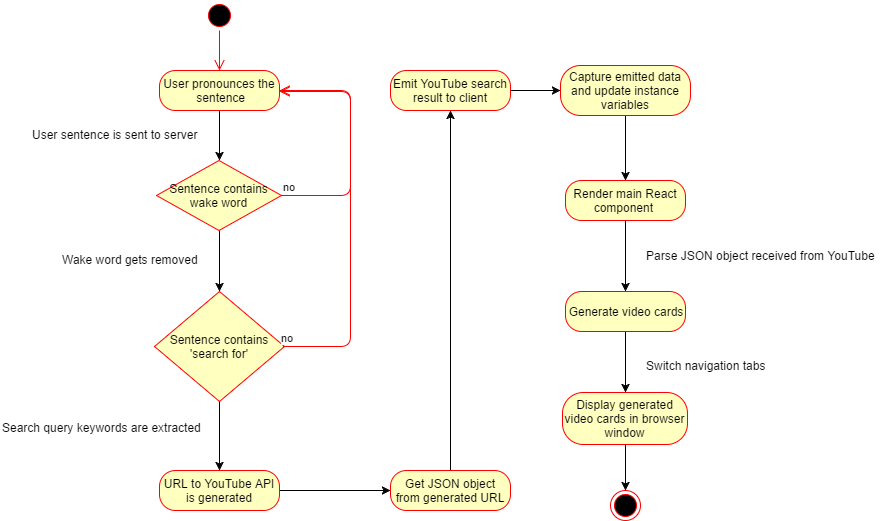 User pronounces the
sentence
User sentence is sent to server
Sentence contains
wake word
no
Wake word gets removed
Sentence contains
'search for'
no
Search query keywords are extracted
URL to YouTube API
is generated
Get JSON object
from generated URL
Emit YouTube search
result to client
Capture emitted data
and update instance
variables
Render main React
component
Parse JSON object received from YouTube
Generate video cards
Switch navigation tabs
Display generated
video cards in browser
window